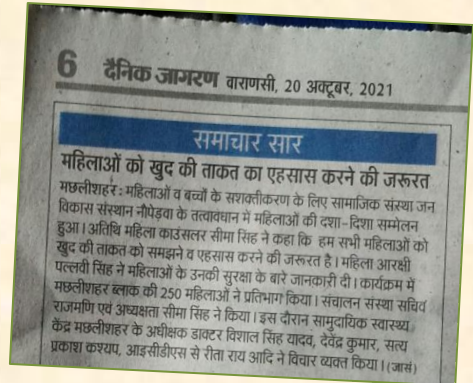 6 दैनिक जागरण वाराणसी, 20 अक्टूबर, 2021
समाचार सार
महिलाओं को खुद की ताकत का एहसास करने की जरूरत
मछलीशहर : महिलाओं व बच्चों के सशक्तीकरण के लिए सामाजिक संस्था जन
विकास संस्थान नौपेड़वा के तत्वावधान में महिलाओं की दशा-दिशा सम्मेलन
हुआ। अतिथि महिला काउंसलर सीमा सिंह ने कहा कि हम सभी महिलाओं को
खुद की ताकत को समझने व एहसास करने की जरूरत है। महिला आरक्षी
पल्लवी सिंह ने महिलाओं के उनकी सुरक्षा के बारे जानकारी दी। कार्यक्रम में
मछलीशहर ब्लाक की 250 महिलाओं ने प्रतिभाग किया। संचालन संस्था सचिव
राजमणि एवं अध्यक्षता सीमा सिंह ने किया। इस दौरान सामुदायिक स्वास्थ्य
केंद्र मछलीशहर के अधीक्षक डाक्टर विशाल सिंह यादव, देवेंद्र कुमार, सत्य
प्रकाश कश्यप, आइसीडीएस से रीता राय आदि ने विचार व्यक्त किया। (जासं)